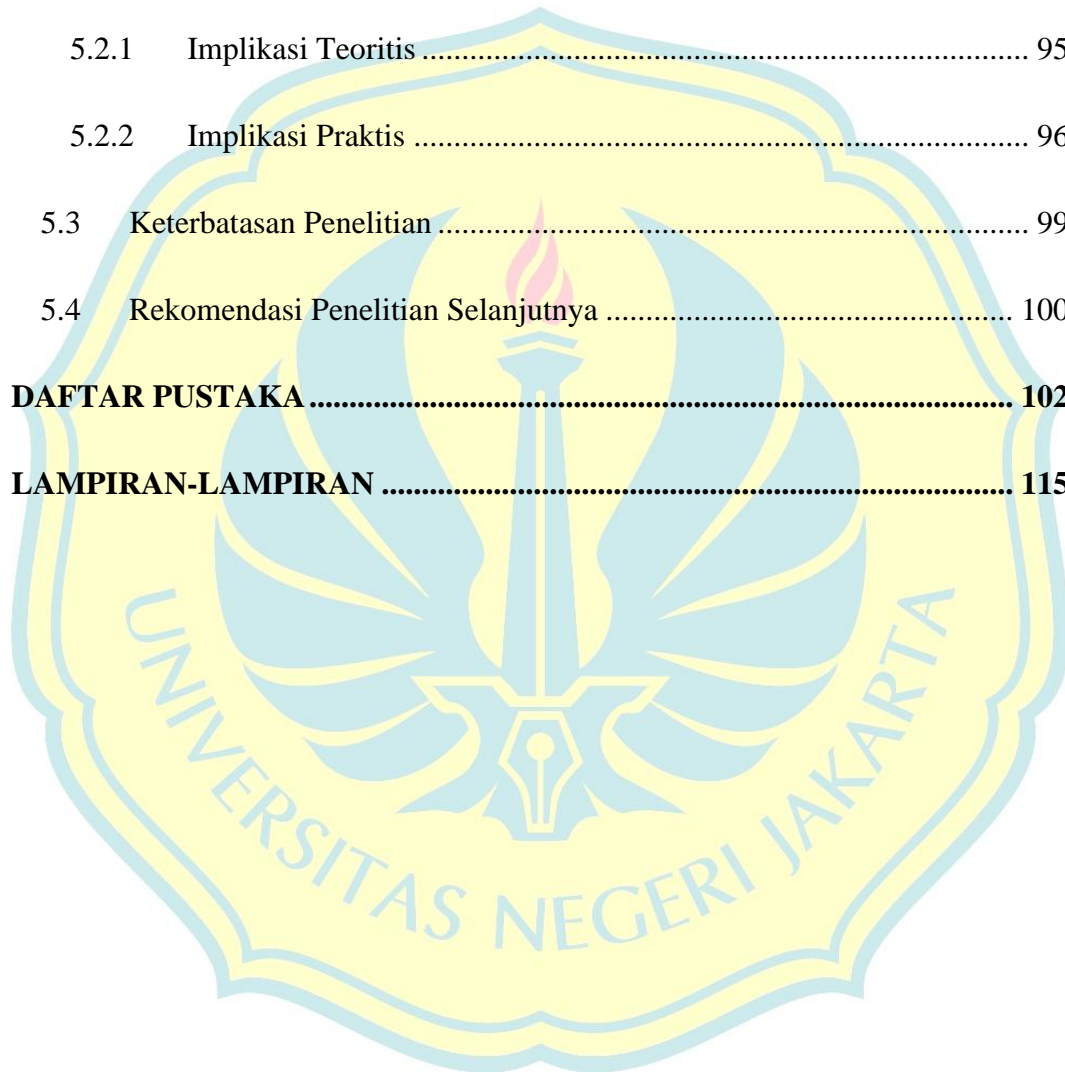 5.2.1 Implikasi Teoritis ........................................................................... 95
5.2.2 Implikasi Praktis ............................................................................ 96
5.3 Keterbatasan Penelitian ......................................................................... 99
5.4 Rekomendasi Penelitian Selanjutnya .................................................. 100
DAFTAR PUSTAKA ....................................................................................... 102
LAMPIRAN-LAMPIRAN .............................................................................. 115
UNIVERSITAS NEGERI JAKARTA